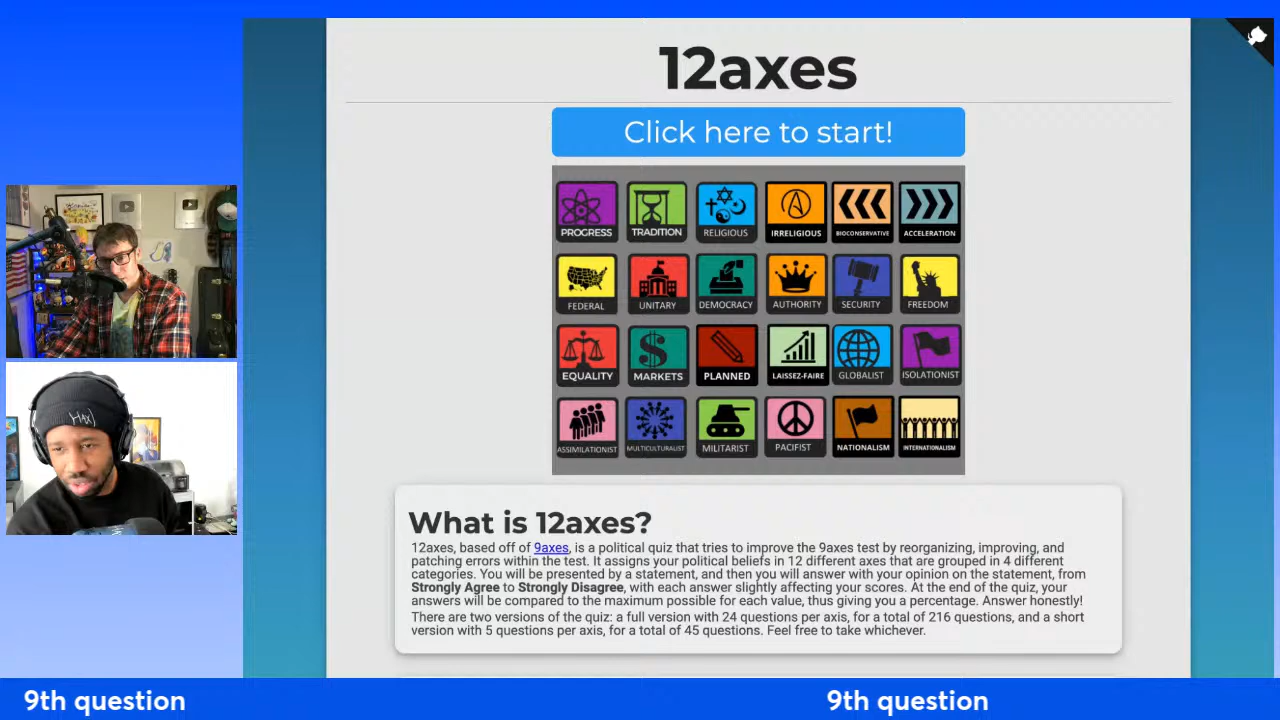 12axes
Click here to start!
PROGRESS TRADITION RELIGIOUS IRRELIGIOUS BIOCONSERVATIVE ACCELERATION
FEDERAL UNITARY DEMOCRACY AUTHORITY SECURITY FREEDOM
EQUALITY MARKETS PLANNED LAISSEZ-FAIRE GLOBALIST ISOLATIONIST
ASSIMILATIONIST MULTICULTURALIST MILITARIST PACIFIST NATIONALISM INTERNATIONALISM
HAX
What is 12axes?
12axes, based off of 9axes, is a political quiz that tries to improve the 9axes test by reorganizing, improving, and
patching errors within the test. It assigns your political beliefs in 12 different axes that are grouped in 4 different
categories. You will be presented by a statement, and then you will answer with your opinion on the statement, from
Strongly Agree to Strongly Disagree, with each answer slightly affecting your scores. At the end of the quiz, your
answers will be compared to the maximum possible for each value, thus giving you a percentage. Answer honestly!
There are two versions of the quiz: a full version with 24 questions per axis, for a total of 216 questions, and a short
version with 5 questions per axis, for a total of 45 questions. Feel free to take whichever.
9th question 9th question